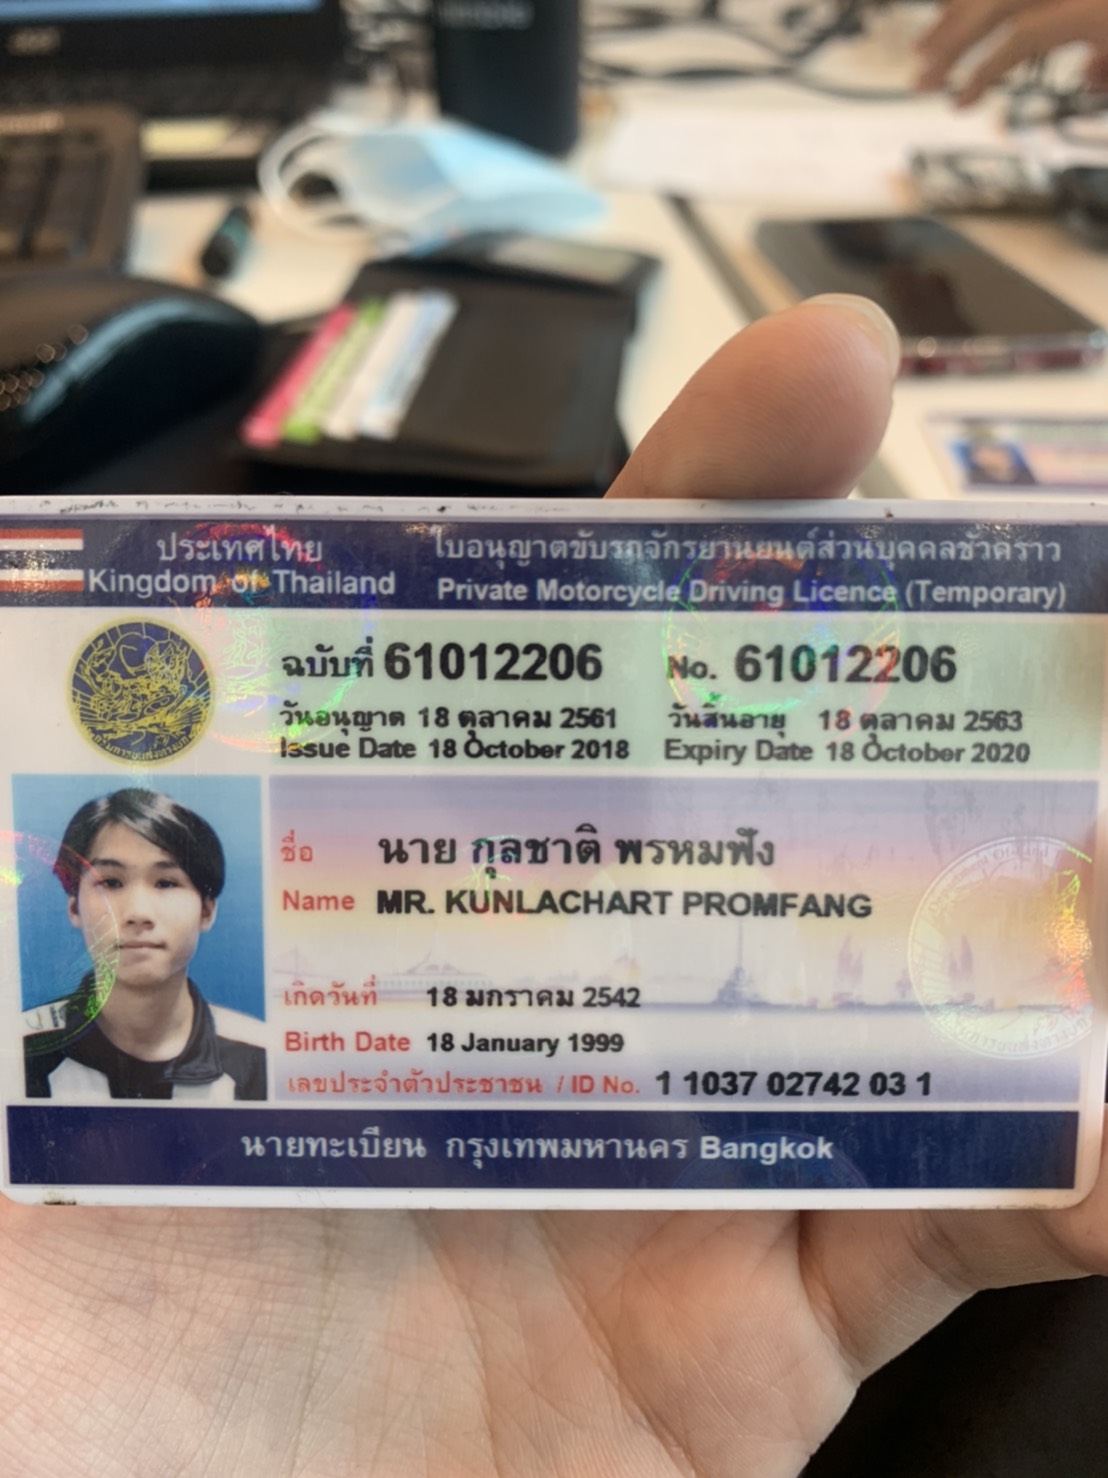 ประเทศไทย
Kingdom of Thailand
ใบอนุญาตขับรถจักรยานยนต์ส่วนบุคคลชั่วคราว
Private Motorcycle Driving Licence (Temporary)
ฉบับที่ 61012206 No. 61012206
วันอนุญาต 18 ตุลาคม 2561 วันสิ้นอายุ 18 ตุลาคม 2563
Issue Date 18 October 2018 Expiry Date 18 October 2020
ชื่อ นาย กุลชาติ พรหมฟัง
Name MR. KUNLACHART PROMFANG
เกิดวันที่ 18 มกราคม 2542
Birth Date 18 January 1999
เลขประจำตัวประชาชน / ID No. 1 1037 02742 03 1
นายทะเบียน กรุงเทพมหานคร Bangkok